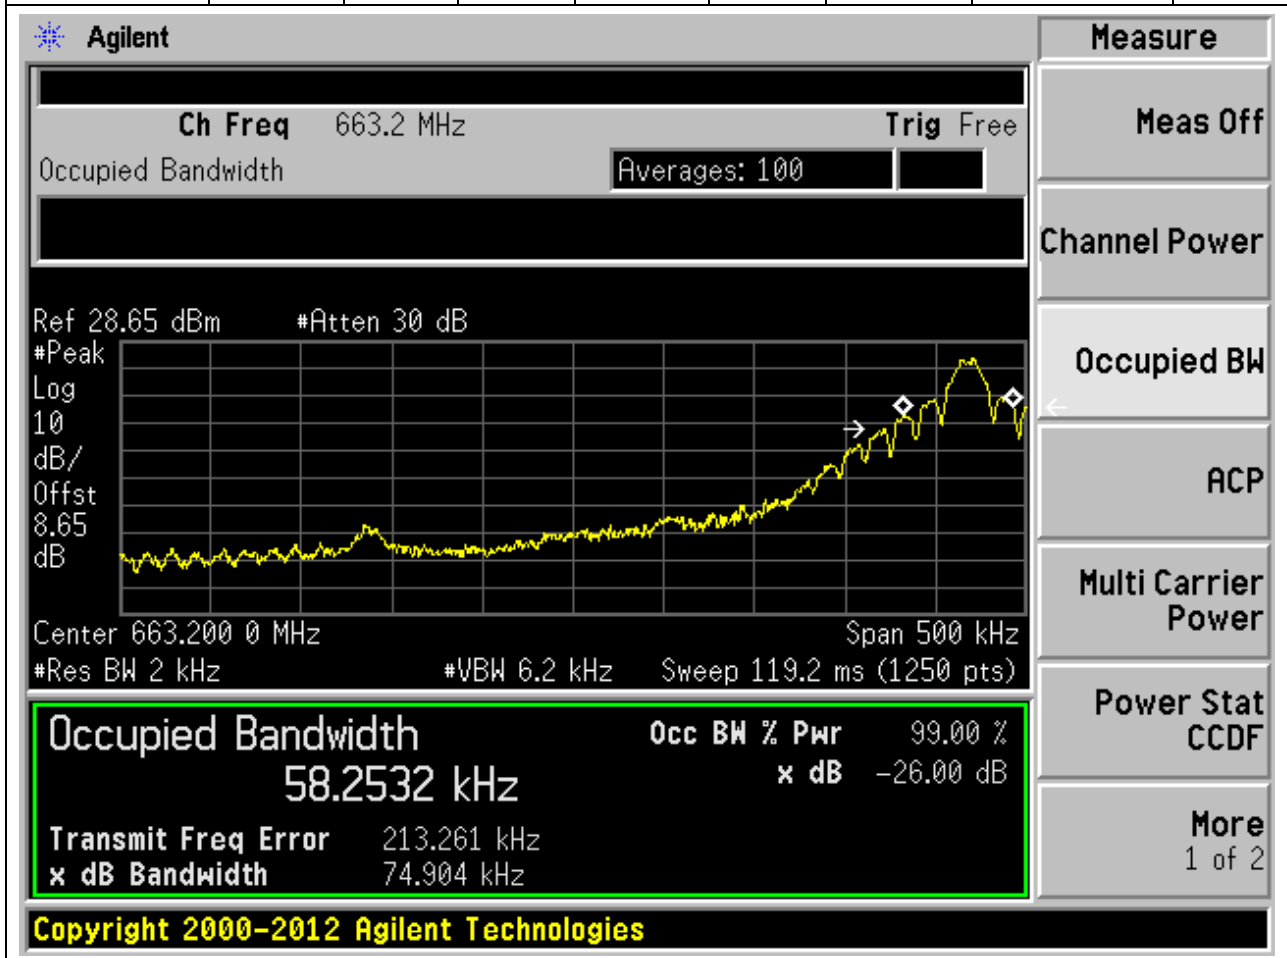 Agilent
Measure
Ch Freq 663.2 MHz Trig Free
Meas Off
Occupied Bandwidth Averages: 100
Channel Power
Ref 28.65 dBm #Atten 30 dB
#Peak
Log
10
dB/
Offst
8.65
dB
Occupied BW
ACP
Multi Carrier
Power
Center 663.200 0 MHz Span 500 kHz
#Res BW 2 kHz #VBW 6.2 kHz Sweep 119.2 ms (1250 pts)
Occupied Bandwidth
58.2532 kHz
Occ BW % Pwr 99.00 %
x dB -26.00 dB
Transmit Freq Error 213.261 kHz
x dB Bandwidth 74.904 kHz
Power Stat
CCDF
More
1 of 2
Copyright 2000-2012 Agilent Technologies